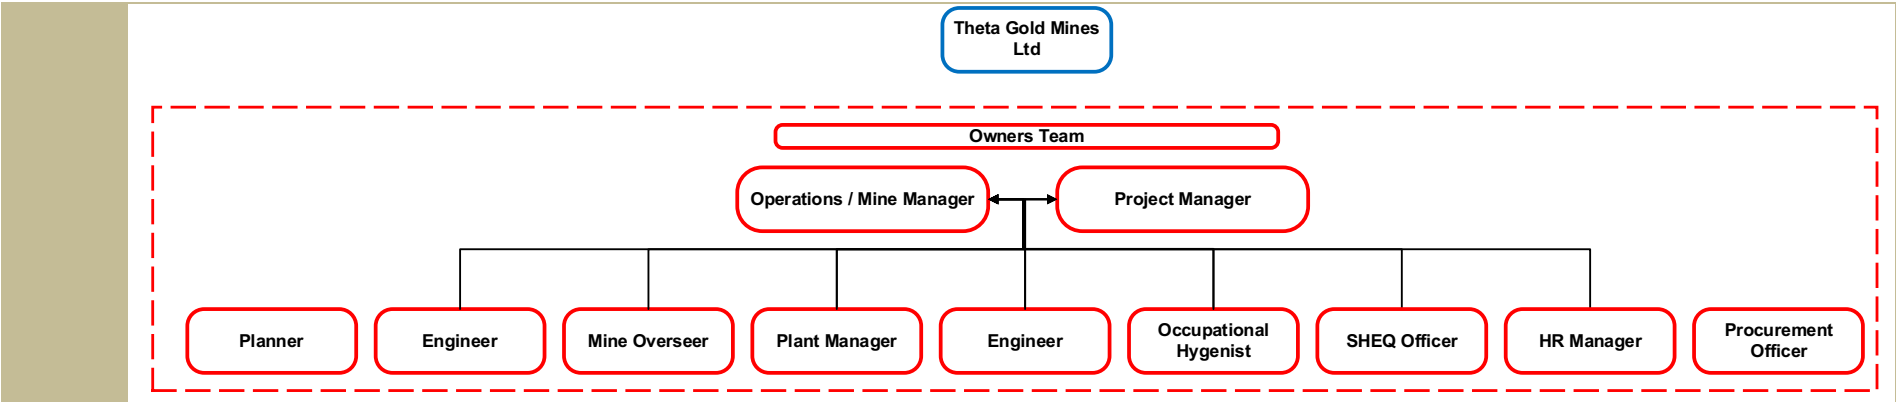 Theta Gold Mines
Ltd
Owners Team
Operations / Mine Manager
Project Manager
Planner
Engineer
Mine Overseer
Plant Manager
Engineer
Occupational
Hygenist
SHEQ Officer
HR Manager
Procurement
Officer